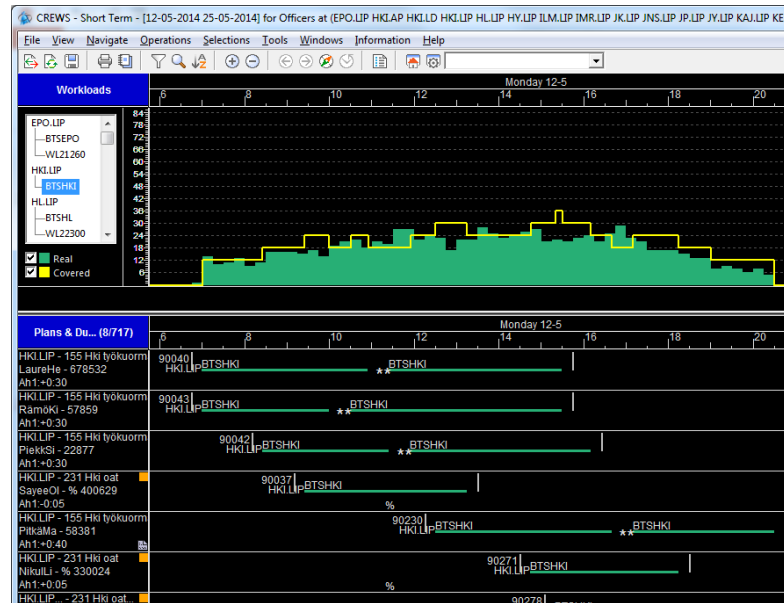 CREWS - Short Term - [12-05-2014 25-05-2014] for Officers at (EPO.LIP HKI.AP HKI.LD HKI.LIP HL.LIP HY.LIP ILM.LIP IMR.LIP JK.LIP JNS.LIP JP.LIP JY.LIP KAJ.LIP KE
File View Navigate Operations Selections Tools Windows Information Help
Workloads
Monday 12-5
6 8 10 12 14 16 18 20
EPO.LIP
BTSEPO
WL21260
HKI.LIP
BTSHKI
HL.LIP
BTSHL
WL22300
Real
Covered
84
78
72
66
60
54
48
42
36
30
24
18
12
6
Plans & Du... (8/717)
Monday 12-5
6 8 10 12 14 16 18 20
HKI.LIP - 155 Hki työkuorm
LaureHe - 678532
Ah1:+0:30
90040
HKI.LIP BTSHKI ** BTSHKI
HKI.LIP - 155 Hki työkuorm
RämöKi - 57859
Ah1:+0:30
90043
HKI.LIP BTSHKI ** BTSHKI
HKI.LIP - 155 Hki työkuorm
PiekkSi - 22877
Ah1:+0:30
90042
HKI.LIP BTSHKI ** BTSHKI
HKI.LIP - 231 Hki oat
SayeeOl - % 400629
Ah1:-0:05
90037
HKI.LIP BTSHKI
%
HKI.LIP - 155 Hki työkuorm
PitkäMa - 58381
Ah1:+0:40
90230
HKI.LIP BTSHKI ** BTSHKI
HKI.LIP - 231 Hki oat
NikulLi - % 330024
Ah1:+0:05
90271
HKI.LIP BTSHKI
%
HKI.LIP... - 231 Hki oat...
90278